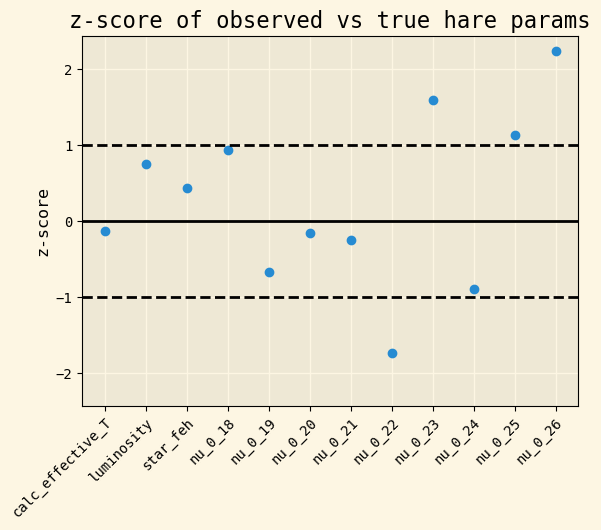 z-score of observed vs true hare params
z-score
2
1
0
−1
−2
calc_effective_T
luminosity
star_feh
nu_0_18
nu_0_19
nu_0_20
nu_0_21
nu_0_22
nu_0_23
nu_0_24
nu_0_25
nu_0_26